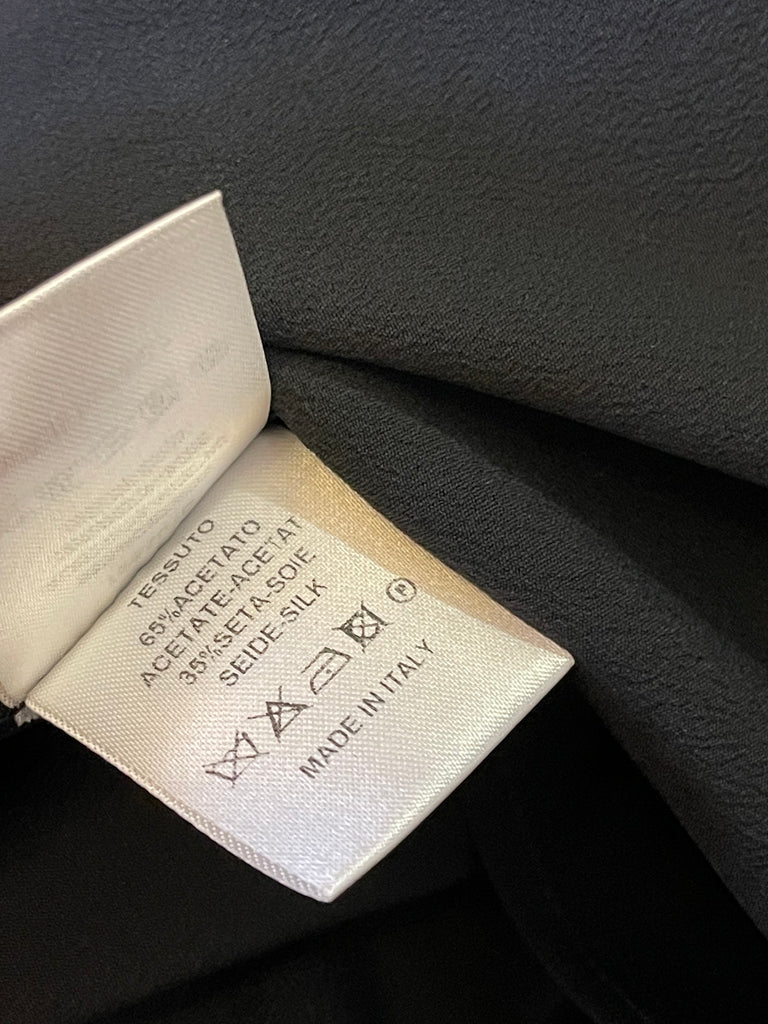 TESSUTO
65%ACETATO
ACETATE-ACETAT
35%SETA-SOIE
SEIDE-SILK
P
MADE IN ITALY